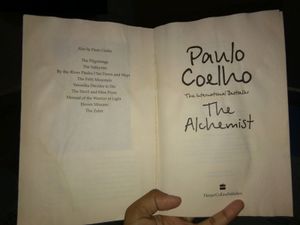 Also by Paulo Coelho
The Pilgrimage
The Valkyries
By the River Piedra I Sat Down and Wept
The Fifth Mountain
Veronika Decides to Die
The Devil and Miss Prym
Manual of the Warrior of Light
Eleven Minutes
The Zahir
Paulo
Coelho
The International Bestseller
The
Alchemist
HarperCollinsPublishers